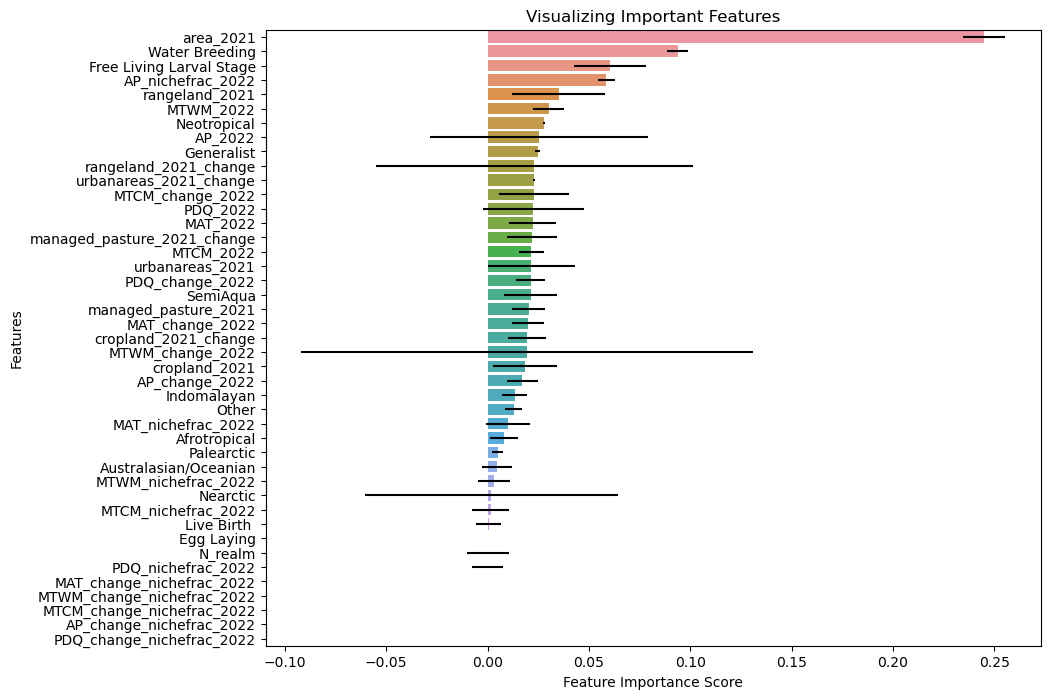 Visualizing Important Features
area_2021
Water Breeding
Free Living Larval Stage
AP_nichefrac_2022
rangeland_2021
MTWM_2022
Neotropical
AP_2022
Generalist
rangeland_2021_change
urbanareas_2021_change
MTCM_change_2022
PDQ_2022
MAT_2022
managed_pasture_2021_change
MTCM_2022
urbanareas_2021
PDQ_change_2022
SemiAqua
managed_pasture_2021
MAT_change_2022
cropland_2021_change
MTWM_change_2022
cropland_2021
AP_change_2022
Indomalayan
Other
MAT_nichefrac_2022
Afrotropical
Palearctic
Australasian/Oceanian
MTWM_nichefrac_2022
Nearctic
MTCM_nichefrac_2022
Live Birth
Egg Laying
N_realm
PDQ_nichefrac_2022
MAT_change_nichefrac_2022
MTWM_change_nichefrac_2022
MTCM_change_nichefrac_2022
AP_change_nichefrac_2022
PDQ_change_nichefrac_2022
Features
−0.10 −0.05 0.00 0.05 0.10 0.15 0.20 0.25
Feature Importance Score